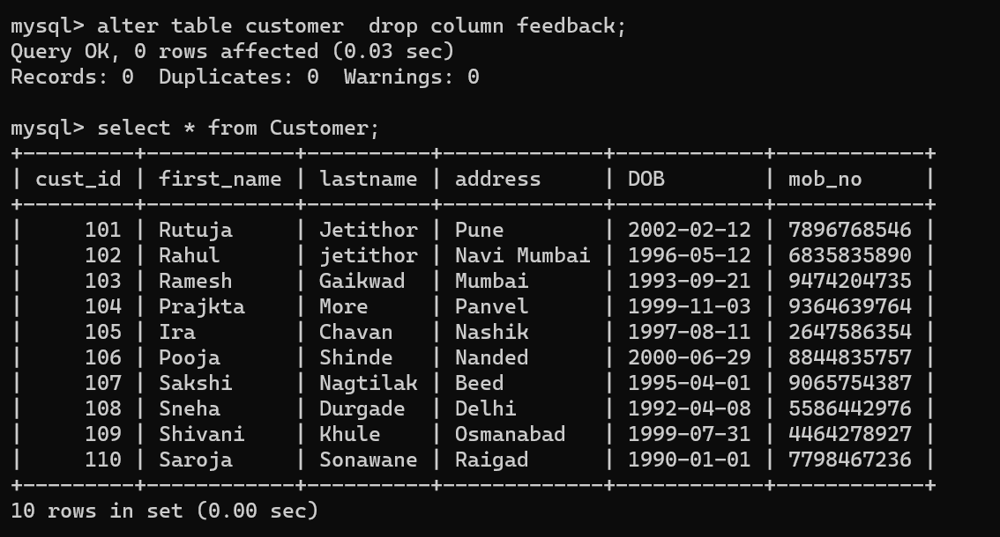 mysql> alter table customer  drop column feedback;
Query OK, 0 rows affected (0.03 sec)
Records: 0  Duplicates: 0  Warnings: 0
mysql> select * from Customer;
+---------+------------+----------+-------------+------------+------------+
| cust_id | first_name | lastname | address     | DOB        | mob_no     |
+---------+------------+----------+-------------+------------+------------+
|     101 | Rutuja     | Jetithor | Pune        | 2002-02-12 | 7896768546 |
|     102 | Rahul      | jetithor | Navi Mumbai | 1996-05-12 | 6835835890 |
|     103 | Ramesh     | Gaikwad  | Mumbai      | 1993-09-21 | 9474204735 |
|     104 | Prajkta    | More     | Panvel      | 1999-11-03 | 9364639764 |
|     105 | Ira        | Chavan   | Nashik      | 1997-08-11 | 2647586354 |
|     106 | Pooja      | Shinde   | Nanded      | 2000-06-29 | 8844835757 |
|     107 | Sakshi     | Nagtilak | Beed        | 1995-04-01 | 9065754387 |
|     108 | Sneha      | Durgade  | Delhi       | 1992-04-08 | 5586442976 |
|     109 | Shivani    | Khule    | Osmanabad   | 1999-07-31 | 4464278927 |
|     110 | Saroja     | Sonawane | Raigad      | 1990-01-01 | 7798467236 |
+---------+------------+----------+-------------+------------+------------+
10 rows in set (0.00 sec)